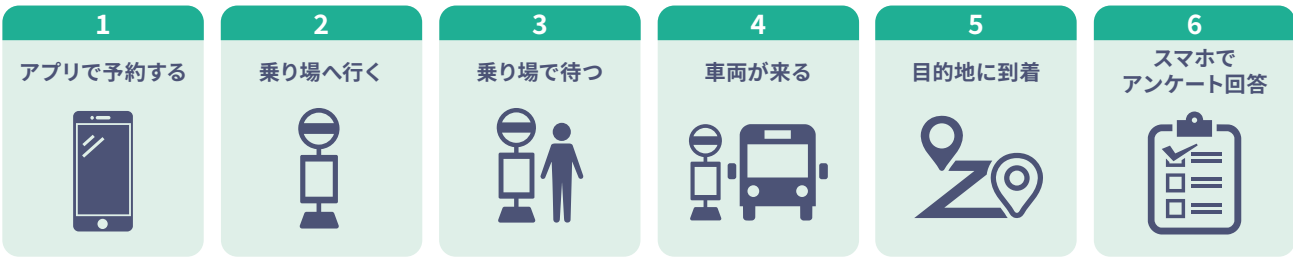 1
アプリで予約する
2
乗り場へ行く
3
乗り場で待つ
4
車両が来る
5
目的地に到着
6
スマホで
アンケート回答